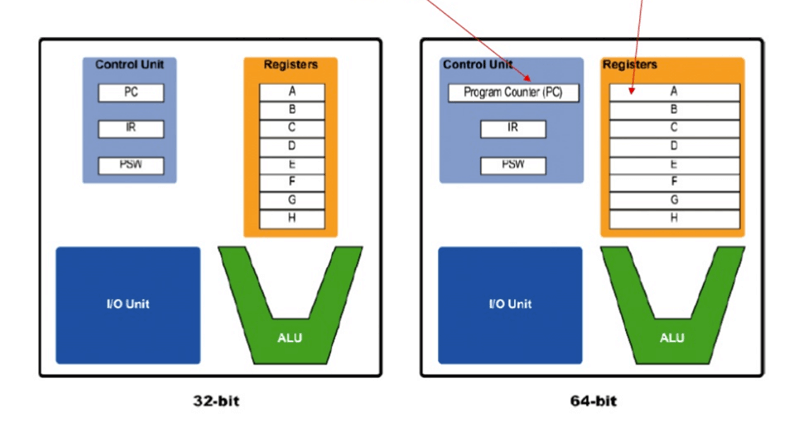 Control Unit
PC
IR
PSW
Registers
A
B
C
D
E
F
G
H
I/O Unit
ALU
32-bit
Control Unit
Program Counter (PC)
IR
PSW
Registers
A
B
C
D
E
F
G
H
I/O Unit
ALU
64-bit